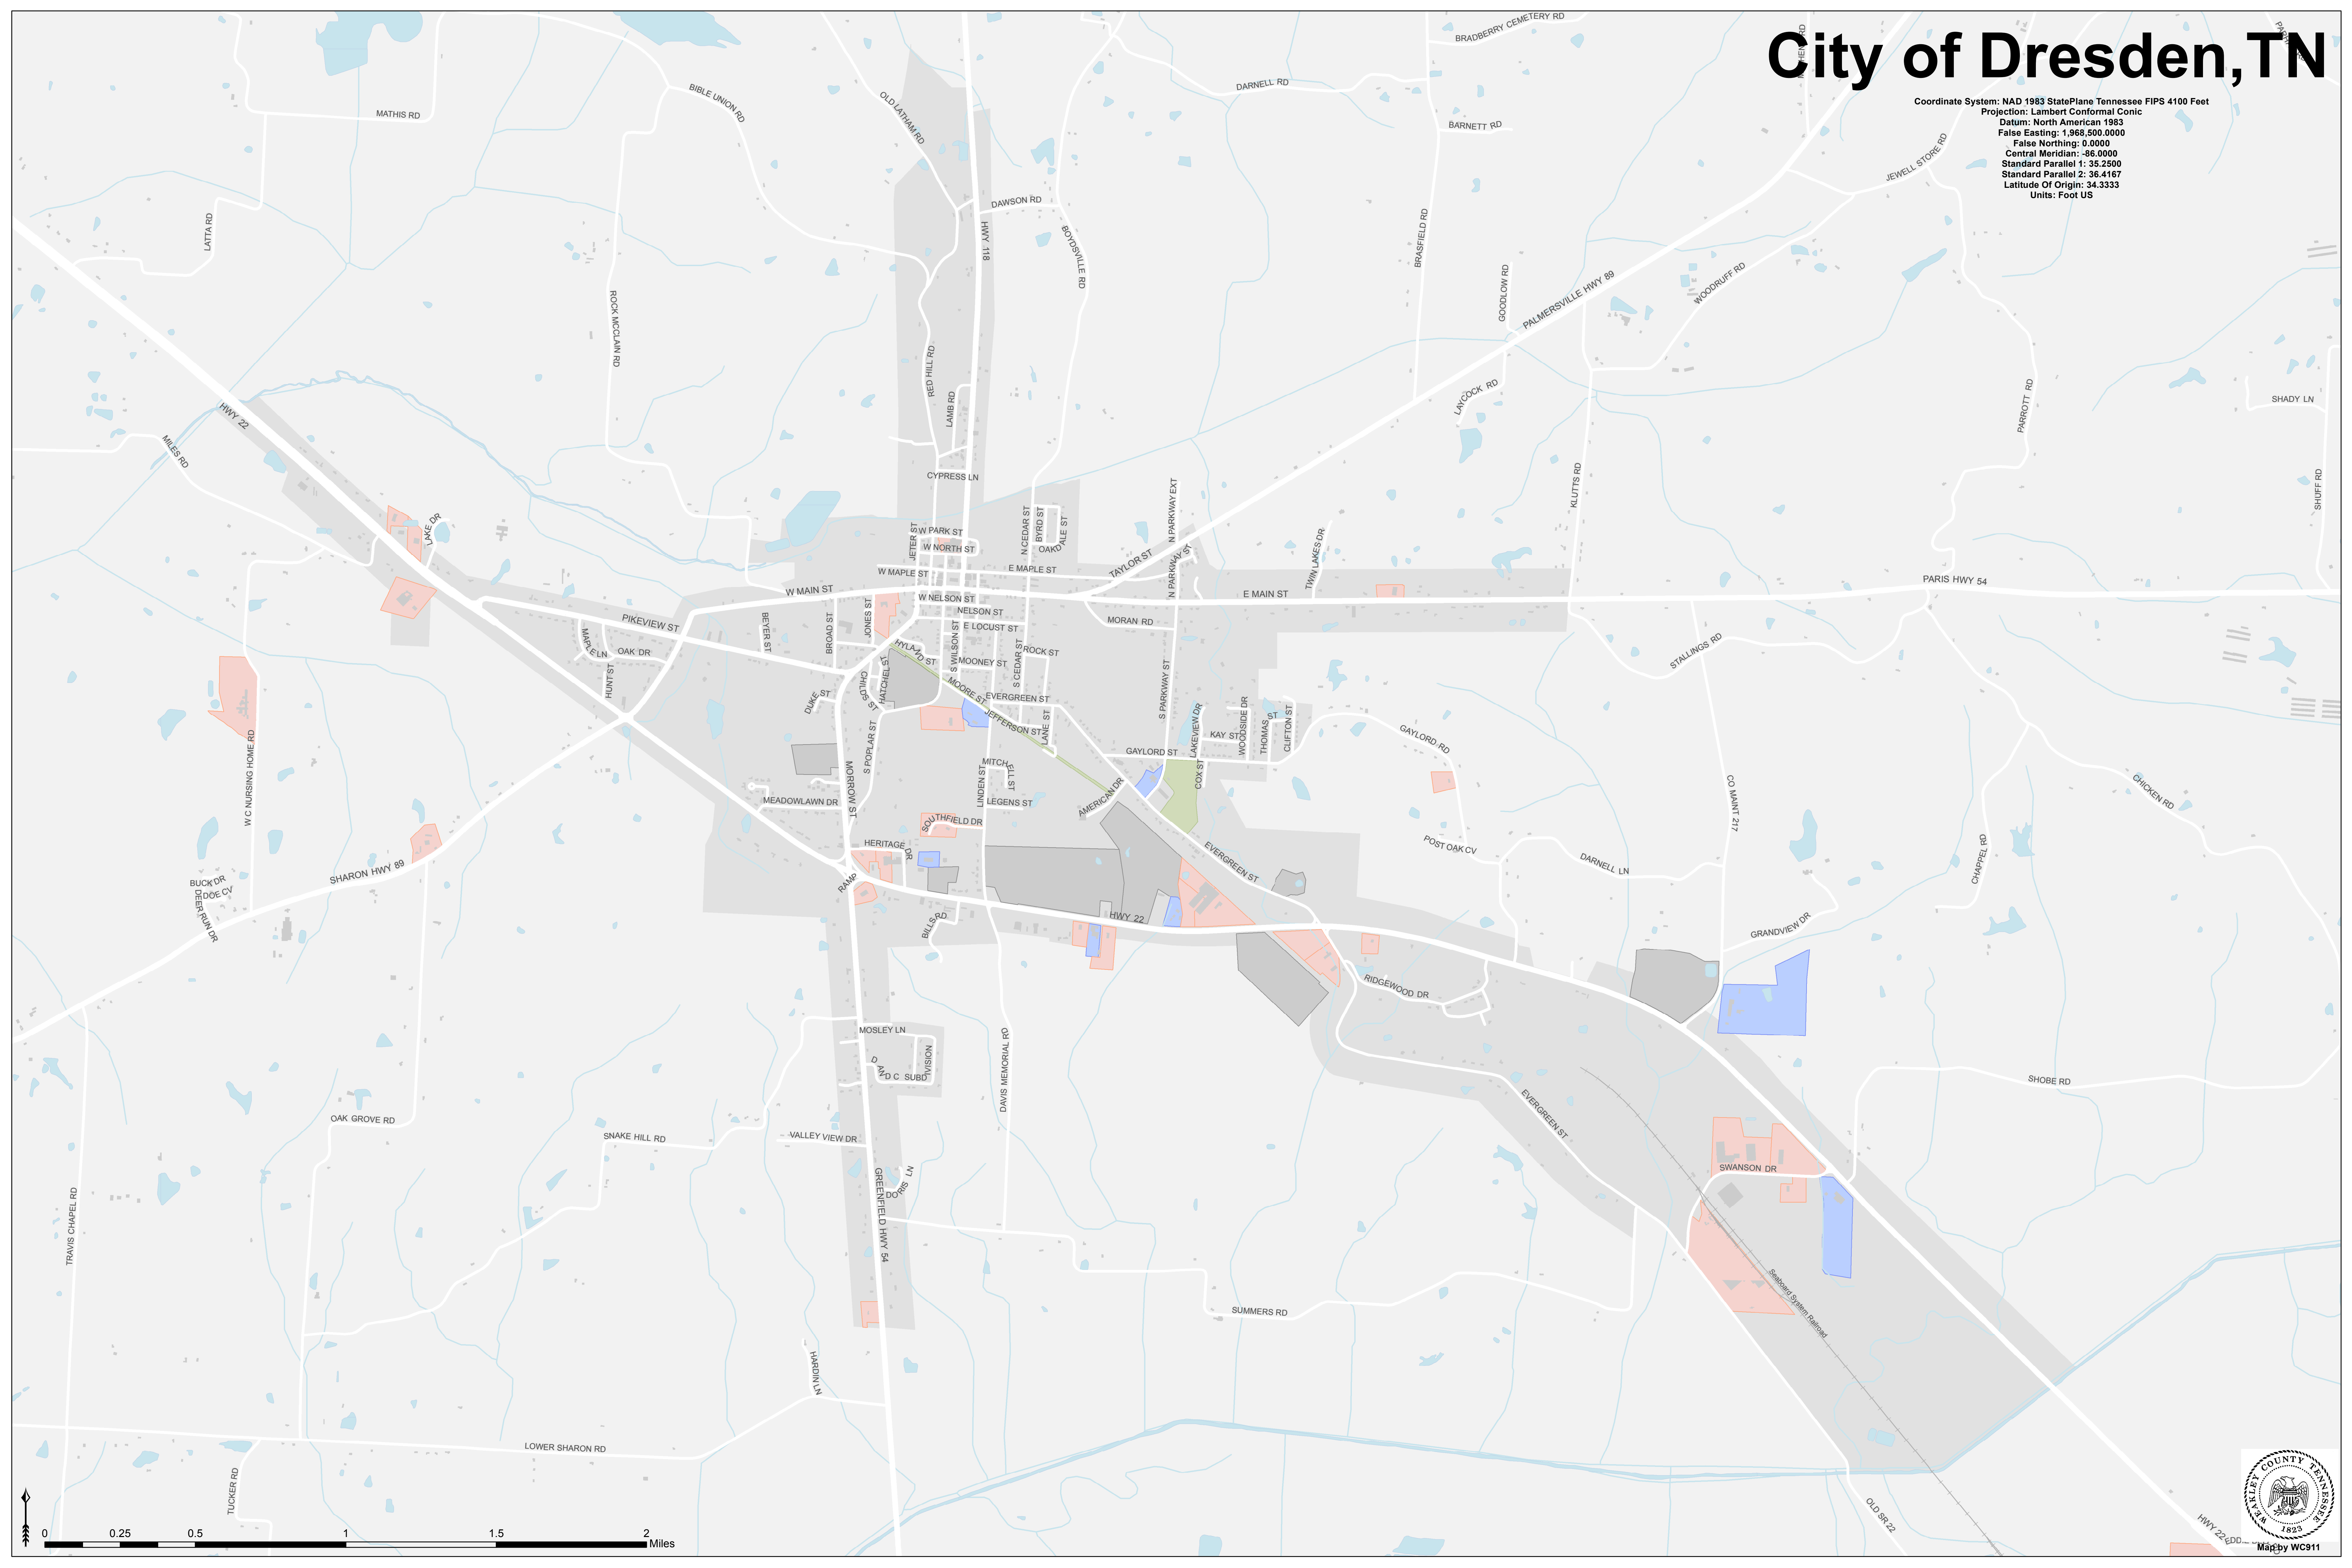 City of Dresden,TN
Coordinate System: NAD 1983 StatePlane Tennessee FIPS 4100 Feet
Projection: Lambert Conformal Conic
Datum: North American 1983
False Easting: 1,968,500.0000
False Northing: 0.0000
Central Meridian: -86.0000
Standard Parallel 1: 35.2500
Standard Parallel 2: 36.4167
Latitude Of Origin: 34.3333
Units: Foot US
BRADBERRY CEMETERY RD
DARNELL RD
MATHIS RD
BIBLE UNION RD
OLD LATHAM RD
BARNETT RD
JEWELL STORE RD
DAWSON RD
LATTA RD
HWY 118
BOYDSVILLE RD
BRASFIELD RD
GOODLOW RD
WOODRUFF RD
PALMERSVILLE HWY 89
ROCK MCCLAIN RD
RED HILL RD
LAMB RD
LAYCOCK RD
PARROTT RD
SHADY LN
HWY 22
MILES RD
CYPRESS LN
KLUTTS RD
SHUFF RD
N PARKWAY EXT
LAKE DR
JETER ST
W PARK ST
W NORTH ST
N CEDAR ST
BYRD ST
OAKDALE ST
TWIN LAKES DR
W MAPLE ST
E MAPLE ST
TAYLOR ST
N PARKWAY ST
PARIS HWY 54
W MAIN ST
W NELSON ST
E MAIN ST
NELSON ST
PIKEVIEW ST
BEYER ST
BROAD ST
JONES ST
E LOCUST ST
MORAN RD
MAPLE LN
OAK DR
HUNT ST
HYLAND ST
S WILSON ST
MOONEY ST
S CEDAR ST
ROCK ST
STALLINGS RD
DUKE ST
CHILDS ST
HATCHEL ST
MOORE ST
EVERGREEN ST
S PARKWAY ST
JEFFERSON ST
LANE ST
LAKEVIEW DR
KAY ST
WOODSIDE DR
THOMAS ST
CLIFTON ST
GAYLORD RD
W C NURSING HOME RD
S POPLAR ST
GAYLORD ST
MORROW ST
MITCHELL ST
LINDEN ST
LEGENS ST
AMERICAN DR
COX ST
CO MAINT 217
CHICKEN RD
MEADOWLAWN DR
SOUTHFIELD DR
HERITAGE DR
EVERGREEN ST
POST OAK CV
DARNELL LN
CHAPPEL RD
SHARON HWY 89
RAMP
BUCK DR
DOE CV
DEER RUN DR
BILLS RD
HWY 22
GRANDVIEW DR
RIDGEWOOD DR
MOSLEY LN
D AND C SUBDIVISION
DAVIS MEMORIAL RD
SHOBE RD
OAK GROVE RD
SNAKE HILL RD
VALLEY VIEW DR
EVERGREEN ST
SWANSON DR
DORIS LN
GREENFIELD HWY 54
TRAVIS CHAPEL RD
SUMMERS RD
Seaboard System Railroad
HARDIN LN
LOWER SHARON RD
TUCKER RD
OLD SR 22
HWY 22
WEAKLEY COUNTY TENNESSEE
1823
Map by WC911
0 0.25 0.5 1 1.5 2
Miles